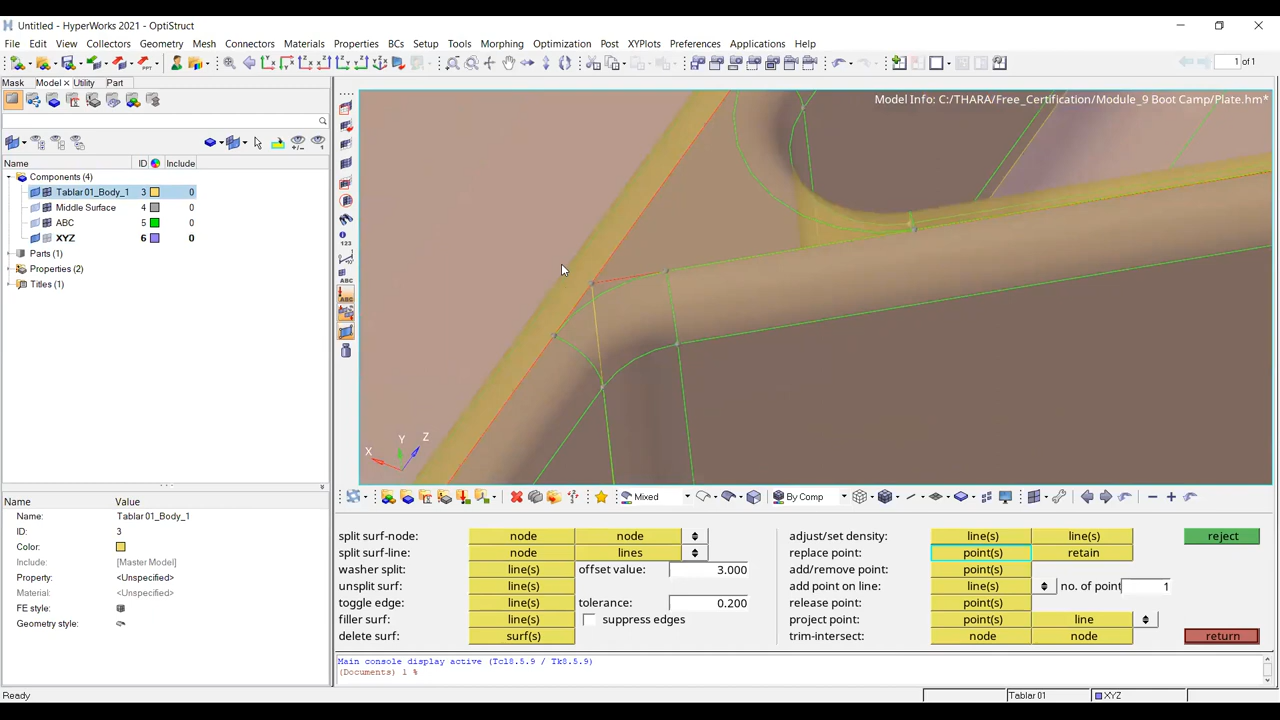 Untitled - HyperWorks 2021 - OptiStruct
File Edit View Collectors Geometry Mesh Connectors Materials Properties BCs Setup Tools Morphing Optimization Post XYPlots Preferences Applications Help
1 of 1
Mask Model × Utility Part
Model Info: C:/THARA/Free_Certification/Module_9 Boot Camp/Plate.hm*
Name ID Include
Components (4)
Tablar 01_Body_1 3 0
Middle Surface 4 0
ABC 5 0
XYZ 6 0
Parts (1)
Properties (2)
Titles (1)
123
ABC
ABC
X Y Z
Mixed By Comp
Name Value
Name: Tablar 01_Body_1
ID: 3
Color:
Include: [Master Model]
Property: <Unspecified>
Material: <Unspecified>
FE style:
Geometry style:
split surf-node: node node adjust/set density: line(s) line(s) reject
split surf-line: node lines replace point: point(s) retain
washer split: line(s) offset value: 3.000 add/remove point: point(s)
unsplit surf: line(s) add point on line: line(s) no. of point 1
toggle edge: line(s) tolerance: 0.200 release point: point(s)
filler surf: line(s) suppress edges project point: point(s) line
delete surf: surf(s) trim-intersect: node node return
Main console display active (Tcl8.5.9 / Tk8.5.9)
(Documents) 1 %
Ready Tablar 01 XYZ